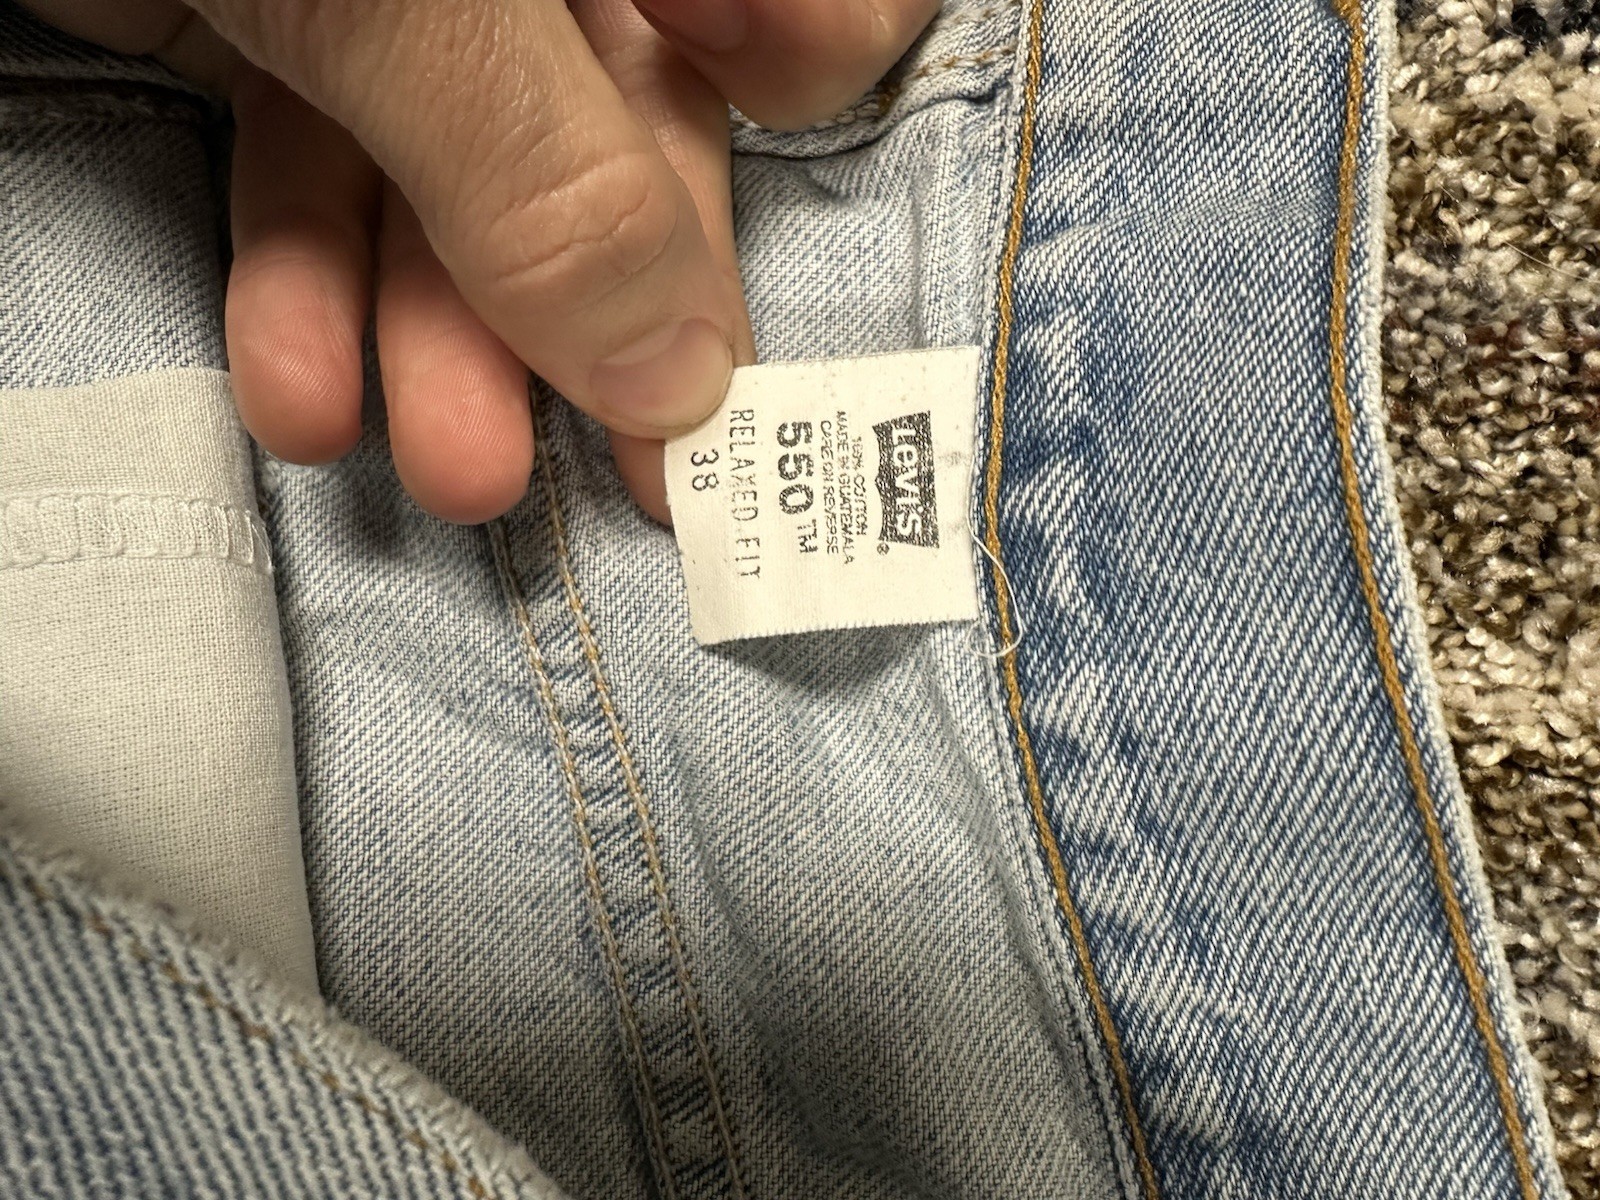 Levi's®
100% COTTON
MADE IN GUATEMALA
CARE ON REVERSE
550™
RELAXED FIT
38